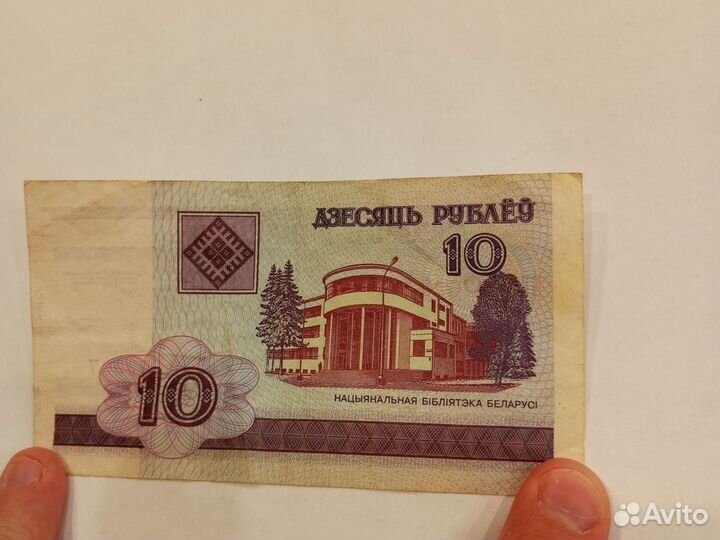 ДЗЕСЯЦЬ РУБЛЁЎ
10
НАЦЫЯНАЛЬНАЯ БІБЛІЯТЭКА БЕЛАРУСІ
10
Avito